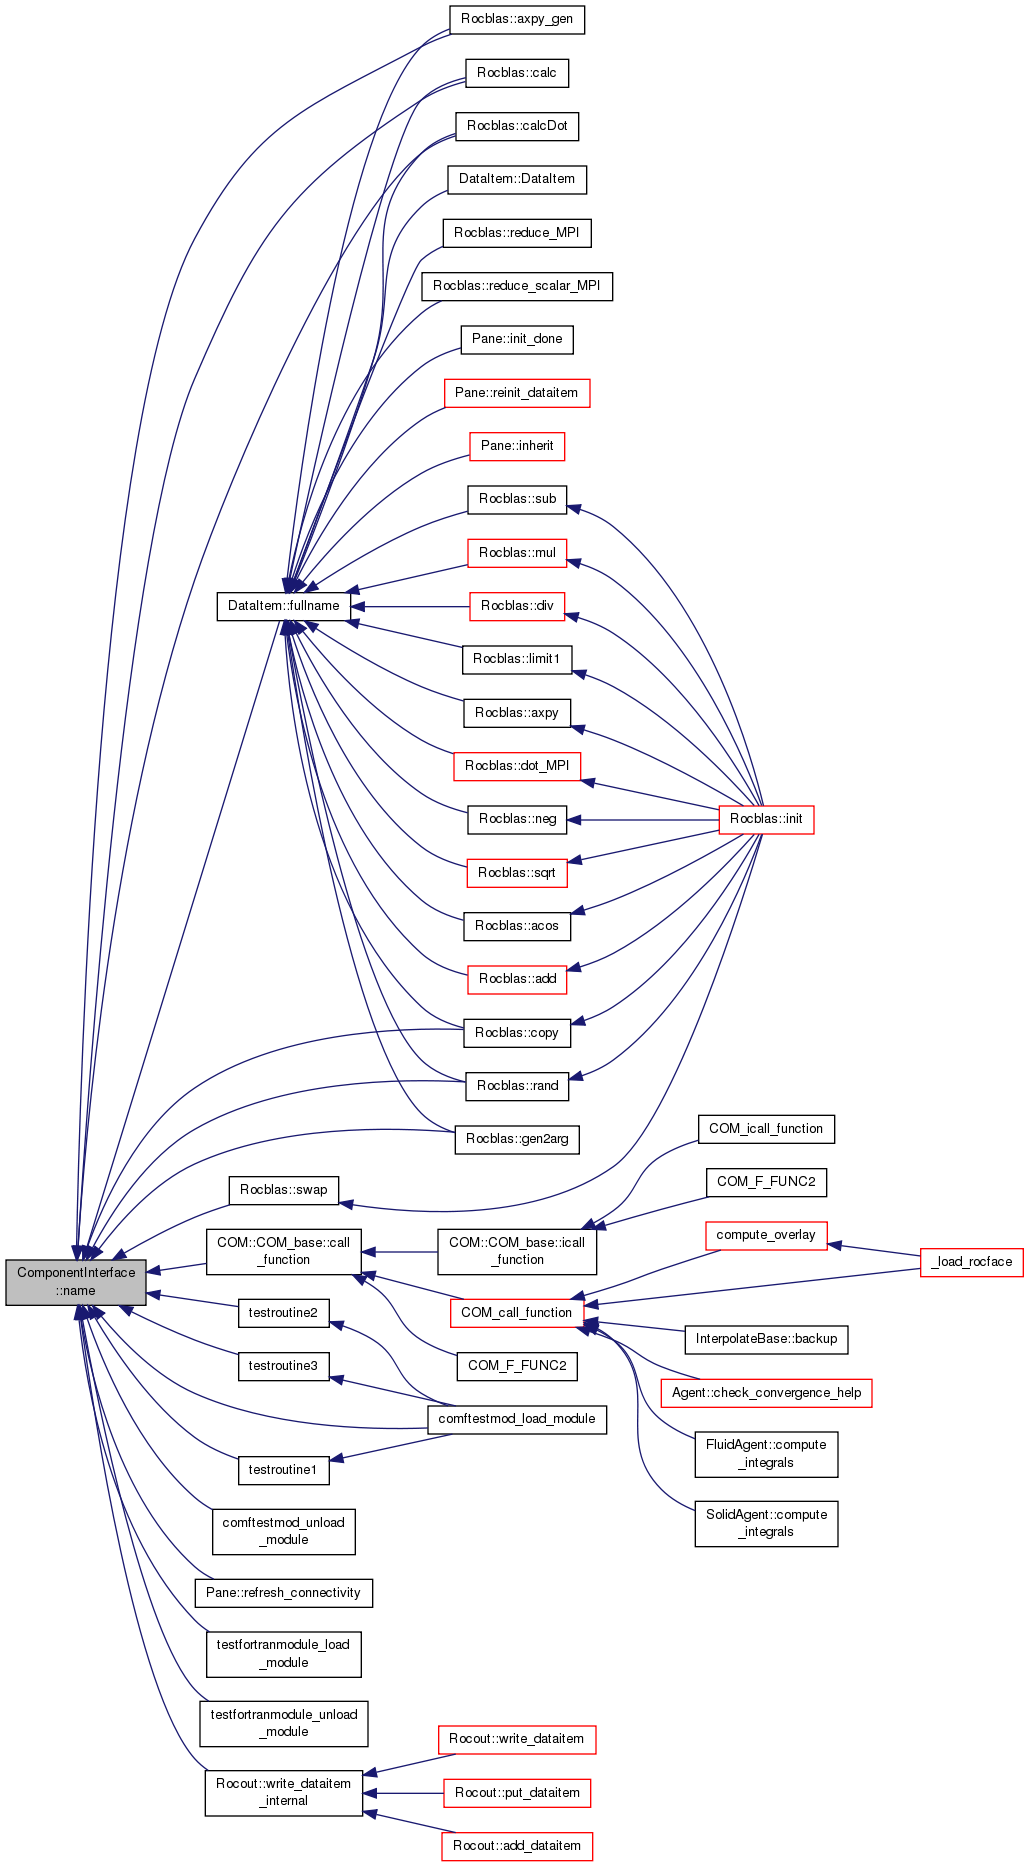 Rocblas::axpy_gen
Rocblas::calc
Rocblas::calcDot
DataItem::DataItem
Rocblas::reduce_MPI
Rocblas::reduce_scalar_MPI
Pane::init_done
Pane::reinit_dataitem
Pane::inherit
Rocblas::sub
Rocblas::mul
DataItem::fullname
Rocblas::div
Rocblas::limit1
Rocblas::axpy
Rocblas::dot_MPI
Rocblas::neg
Rocblas::init
Rocblas::sqrt
Rocblas::acos
Rocblas::add
Rocblas::copy
Rocblas::rand
Rocblas::gen2arg
COM_icall_function
COM_F_FUNC2
Rocblas::swap
COM::COM_base::call
_function
COM::COM_base::icall
_function
compute_overlay
_load_rocface
ComponentInterface
::name
testroutine2
COM_call_function
InterpolateBase::backup
testroutine3
COM_F_FUNC2
Agent::check_convergence_help
comftestmod_load_module
FluidAgent::compute
_integrals
testroutine1
SolidAgent::compute
_integrals
comftestmod_unload
_module
Pane::refresh_connectivity
testfortranmodule_load
_module
testfortranmodule_unload
_module
Rocout::write_dataitem
Rocout::write_dataitem
_internal
Rocout::put_dataitem
Rocout::add_dataitem